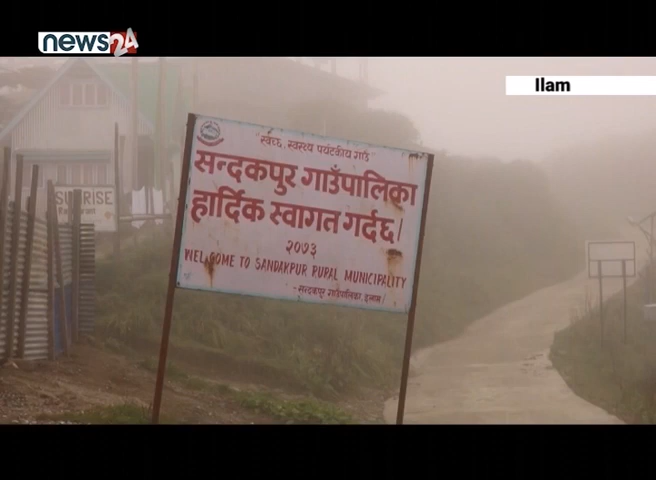 news24
Ilam
"स्वच्छ, स्वस्थ्य पर्यटकीय गाउँ"
सन्दकपुर गाउँपालिका
हार्दिक स्वागत गर्दछ।
२०७३
WELCOME TO SANDAKPUR RURAL MUNICIPALITY
- सन्दकपुर गाउँपालिका, इलाम।
SUNRISE